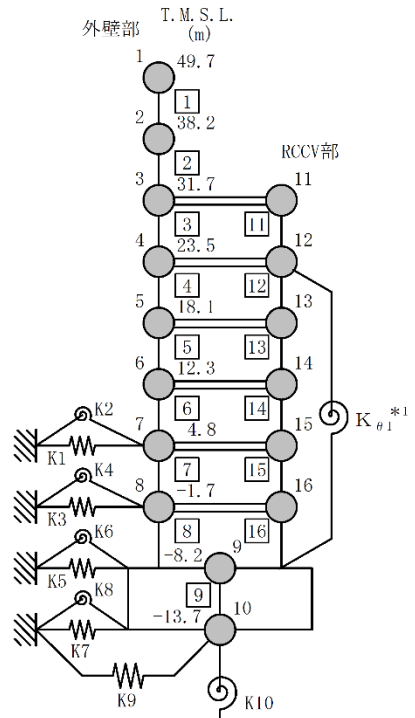 外壁部 T.M.S.L.
(m)
1 49.7
1
2 38.2
2
RCCV部
3 31.7 11
3 11
4 23.5 12
4 12
5 18.1 13
5 13
6 12.3 14
K2 6 14
7 4.8 15
Kθ1*1
K1 K4 7 15
8 -1.7 16
K3 K6 8 16
-8.2 9
K5 K8 9
-13.7 10
K7
K9
K10